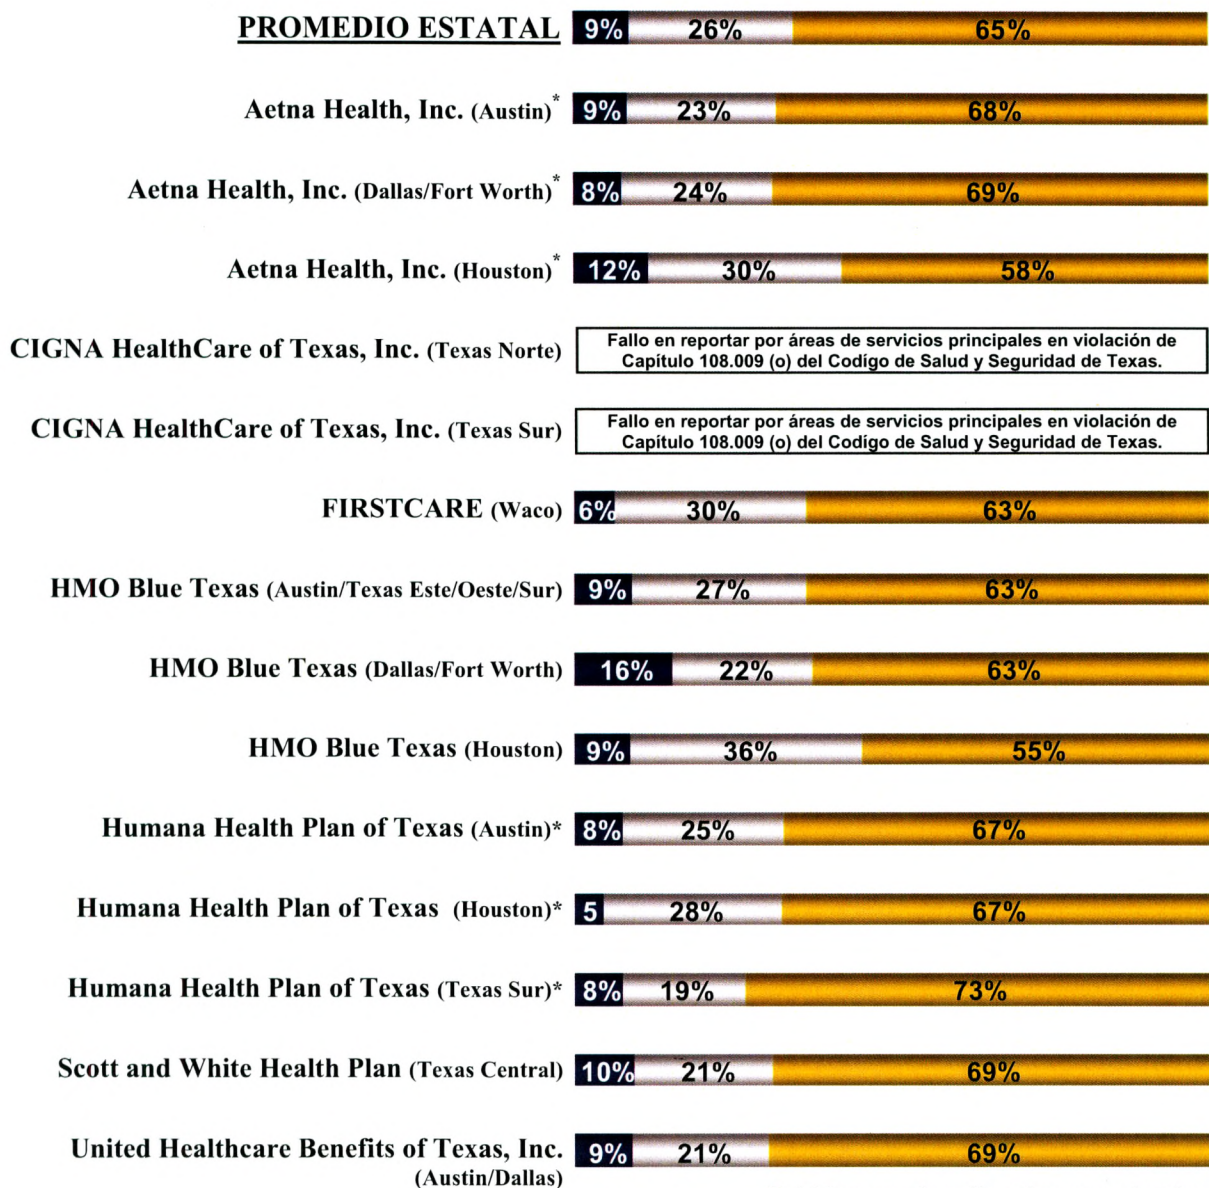 PROMEDIO ESTATAL 9% 26% 65%
Aetna Health, Inc. (Austin)* 9% 23% 68%
Aetna Health, Inc. (Dallas/Fort Worth)* 8% 24% 69%
Aetna Health, Inc. (Houston)* 12% 30% 58%
CIGNA HealthCare of Texas, Inc. (Texas Norte)
Fallo en reportar por áreas de servicios principales en violación de
Capítulo 108.009 (o) del Codígo de Salud y Seguridad de Texas.
CIGNA HealthCare of Texas, Inc. (Texas Sur)
Fallo en reportar por áreas de servicios principales en violación de
Capítulo 108.009 (o) del Codígo de Salud y Seguridad de Texas.
FIRSTCARE (Waco) 6% 30% 63%
HMO Blue Texas (Austin/Texas Este/Oeste/Sur) 9% 27% 63%
HMO Blue Texas (Dallas/Fort Worth) 16% 22% 63%
HMO Blue Texas (Houston) 9% 36% 55%
Humana Health Plan of Texas (Austin)* 8% 25% 67%
Humana Health Plan of Texas (Houston)* 5 28% 67%
Humana Health Plan of Texas (Texas Sur)* 8% 19% 73%
Scott and White Health Plan (Texas Central) 10% 21% 69%
United Healthcare Benefits of Texas, Inc. 9% 21% 69%
(Austin/Dallas)